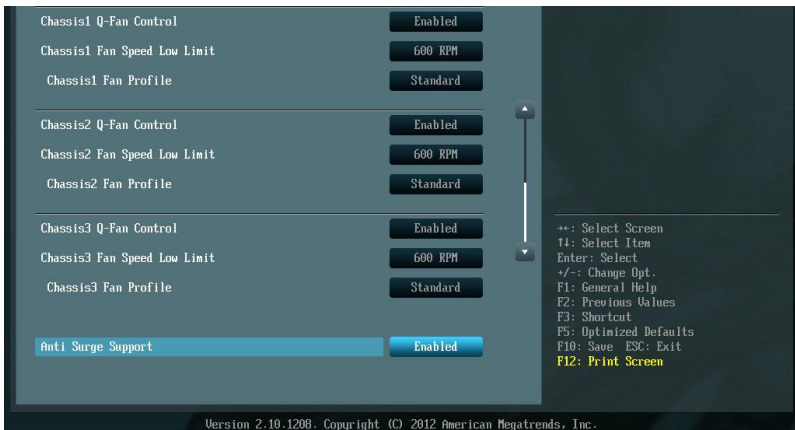 Chassis1 Q-Fan Control Enabled
Chassis1 Fan Speed Low Limit 600 RPM
Chassis1 Fan Profile Standard
Chassis2 Q-Fan Control Enabled
Chassis2 Fan Speed Low Limit 600 RPM
Chassis2 Fan Profile Standard
Chassis3 Q-Fan Control Enabled
Chassis3 Fan Speed Low Limit 600 RPM
Chassis3 Fan Profile Standard
Anti Surge Support Enabled
→←: Select Screen
↑↓: Select Item
Enter: Select
+/-: Change Opt.
F1: General Help
F2: Previous Values
F3: Shortcut
F5: Optimized Defaults
F10: Save ESC: Exit
F12: Print Screen
Version 2.10.1208. Copyright (C) 2012 American Megatrends, Inc.